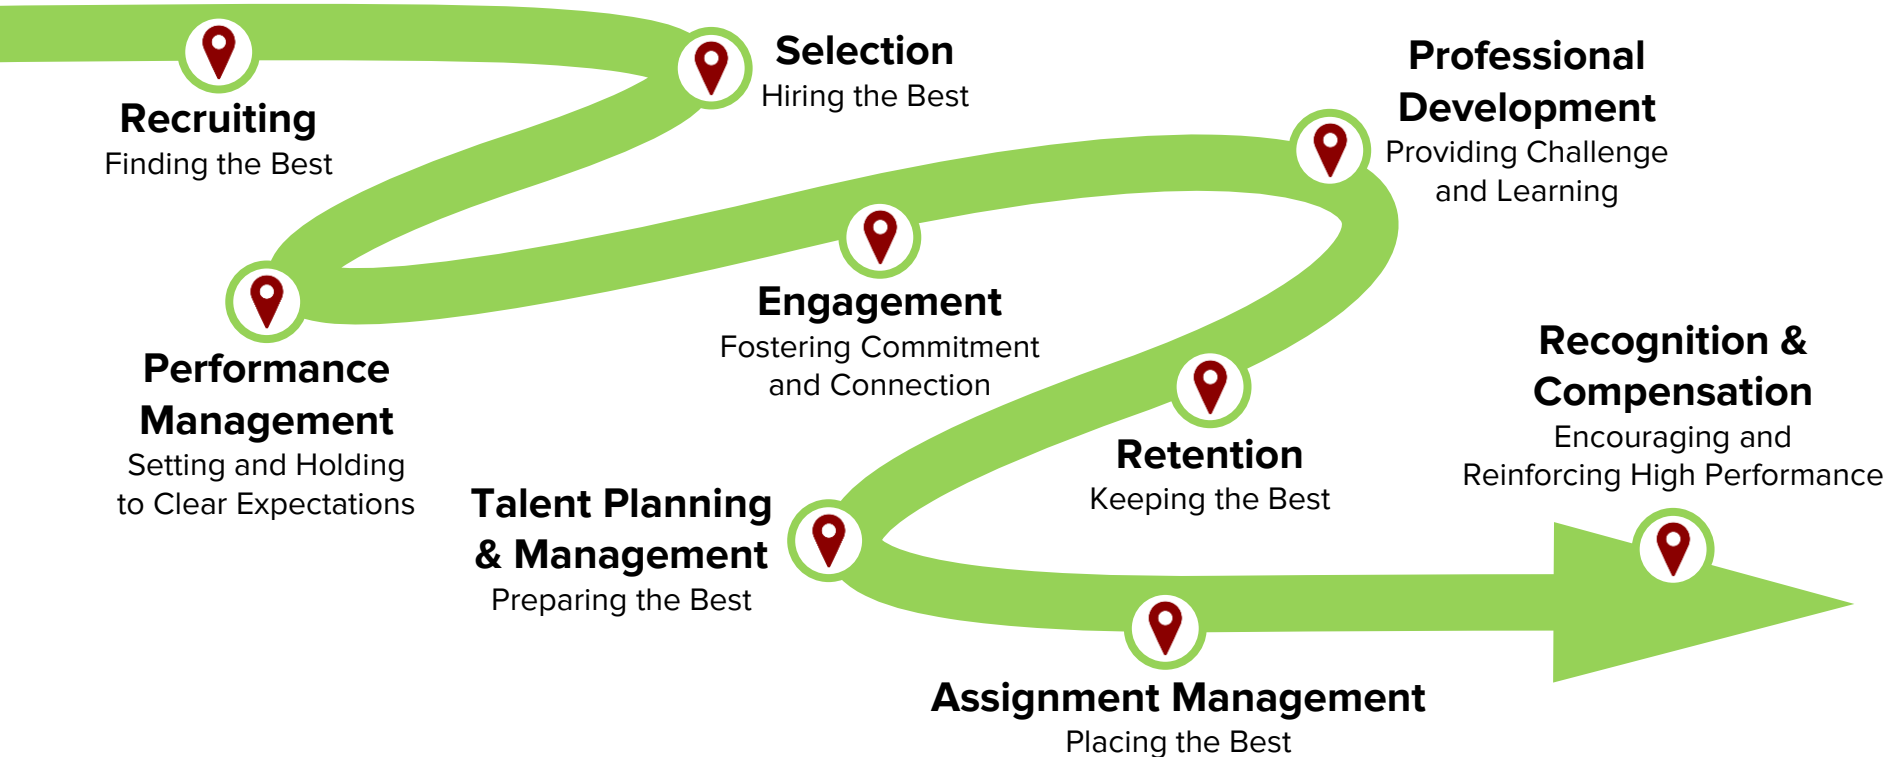 Recruiting
Finding the Best
Selection
Hiring the Best
Performance
Management
Setting and Holding
to Clear Expectations
Engagement
Fostering Commitment
and Connection
Professional
Development
Providing Challenge
and Learning
Retention
Keeping the Best
Talent Planning
& Management
Preparing the Best
Assignment Management
Placing the Best
Recognition &
Compensation
Encouraging and
Reinforcing High Performance